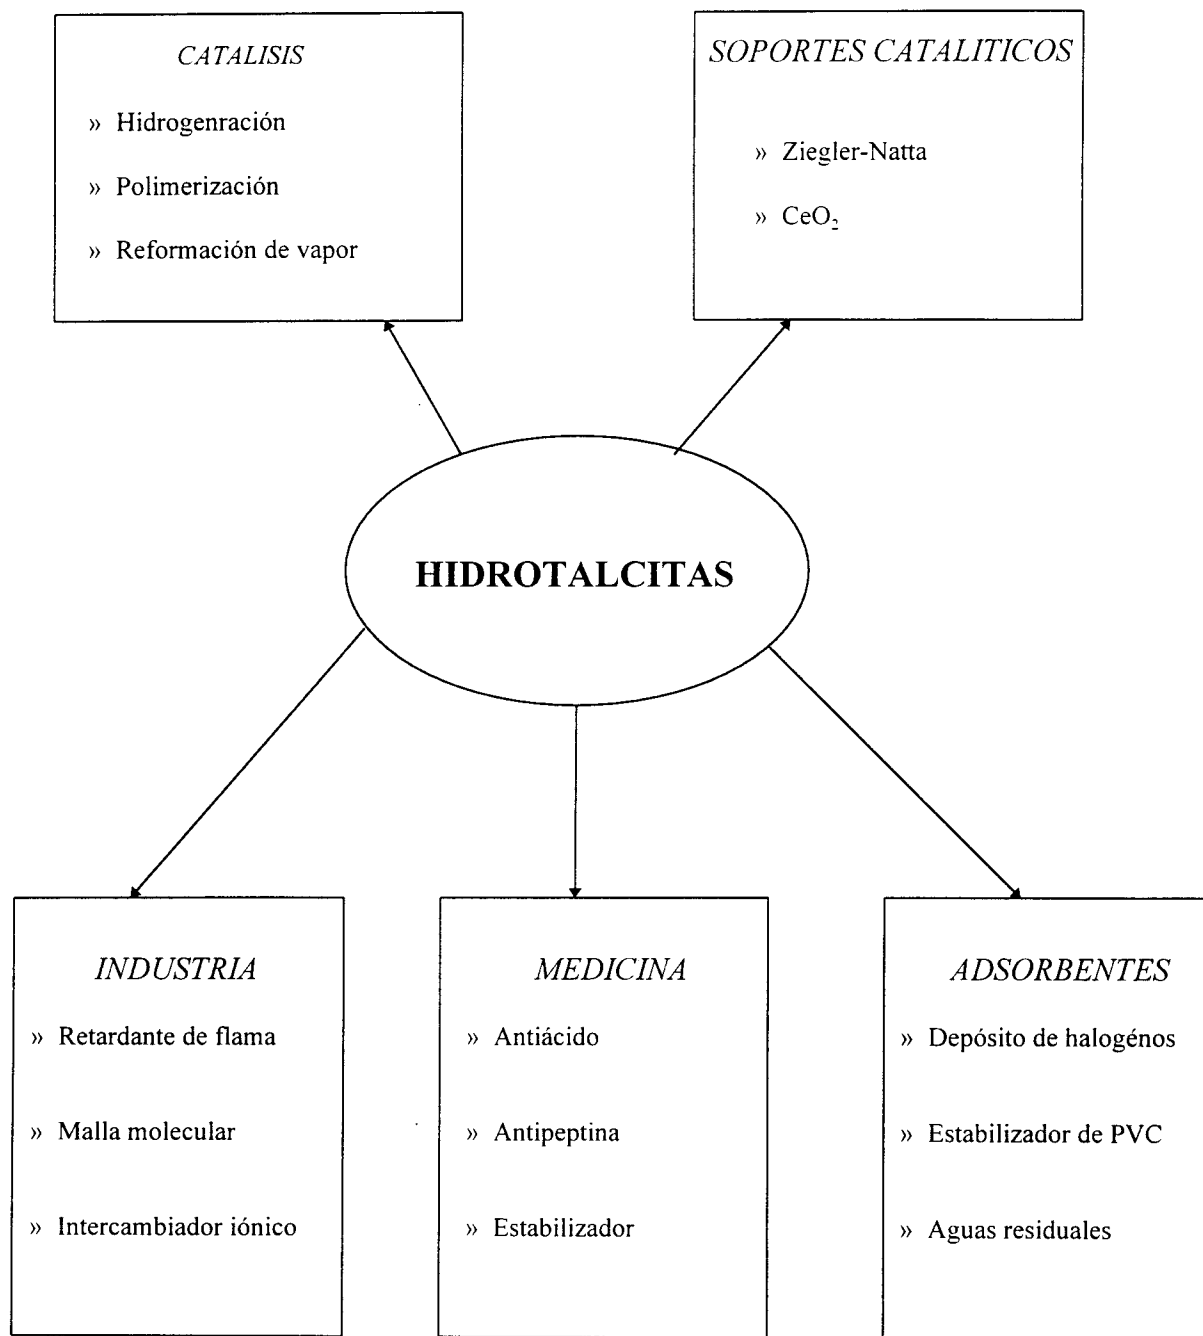 CATALISIS
» Hidrogenración
» Polimerización
» Reformación de vapor
SOPORTES CATALITICOS
» Ziegler-Natta
» CeO₂
HIDROTALCITAS
INDUSTRIA
» Retardante de flama
» Malla molecular
» Intercambiador iónico
MEDICINA
» Antiácido
» Antipeptina
» Estabilizador
ADSORBENTES
» Depósito de halogénos
» Estabilizador de PVC
» Aguas residuales